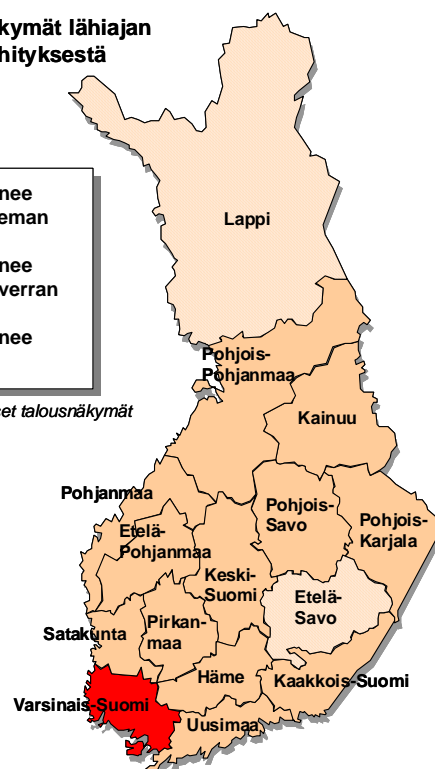 kymät lähiajan
hityksestä
nee
eman
nee
verran
nee
set talousnäkymät
Lappi
Pohjois-
Pohjanmaa
Kainuu
Pohjanmaa
Etelä-
Pohjanmaa
Pohjois-
Savo
Pohjois-
Karjala
Keski-
Suomi
Etelä-
Savo
Satakunta
Pirkan-
maa
Häme
Kaakkois-Suomi
Varsinais-Suomi
Uusimaa